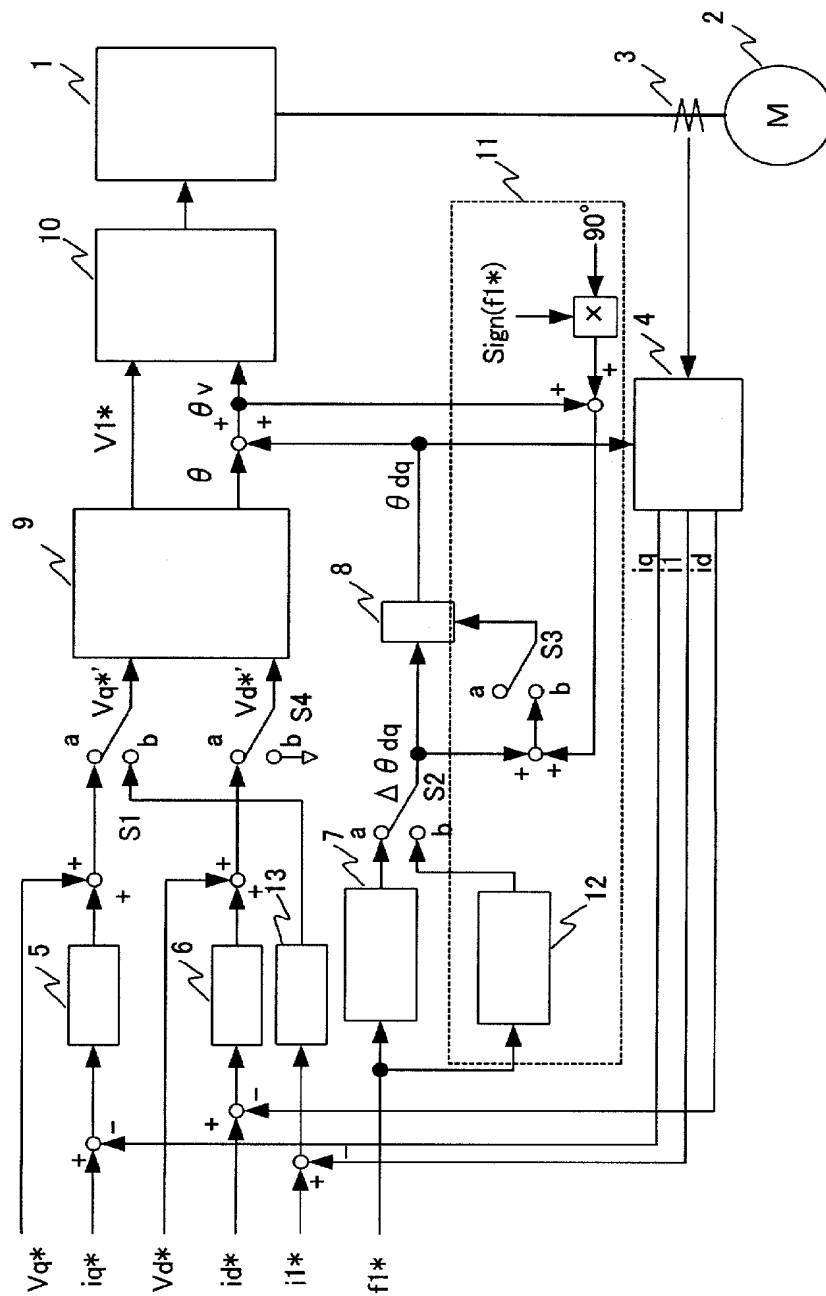 Vq*
iq*
Vd*
id*
i1*
f1*
+
-
+
-
+
-
5
6
13
7
12
+
+
+
+
S1
a
b
Vq*'
a
b
Vd*'
S4
Δθdq
a
b
S2
a
b
S3
+
+
8
9
V1*
θ
θv
+
+
θdq
10
1
11
Sign(f1*)
90°
×
+
+
iq
i1
id
4
3
2
M